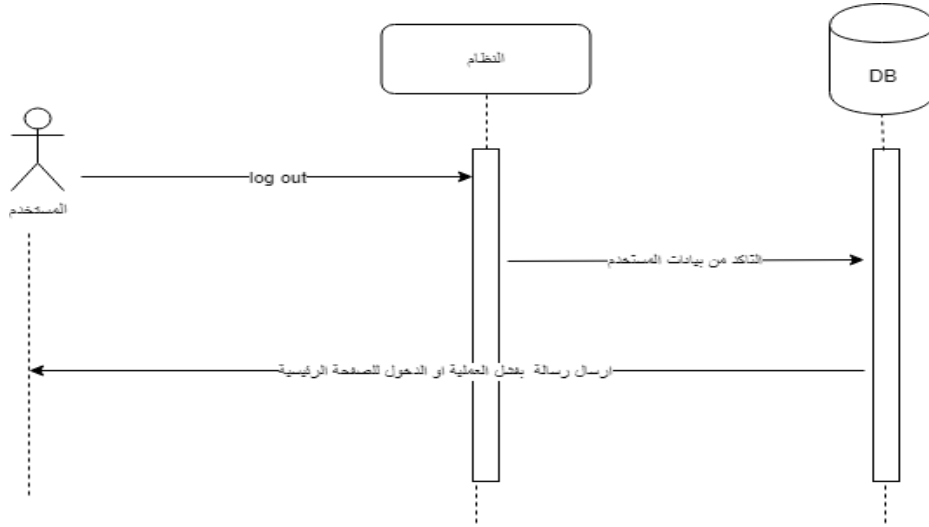 النظام
DB
log out
المستخدم
التاكد من بيانات المستخدم
ارسال رسالة بفشل العملية او الدخول للصفحة الرئيسية